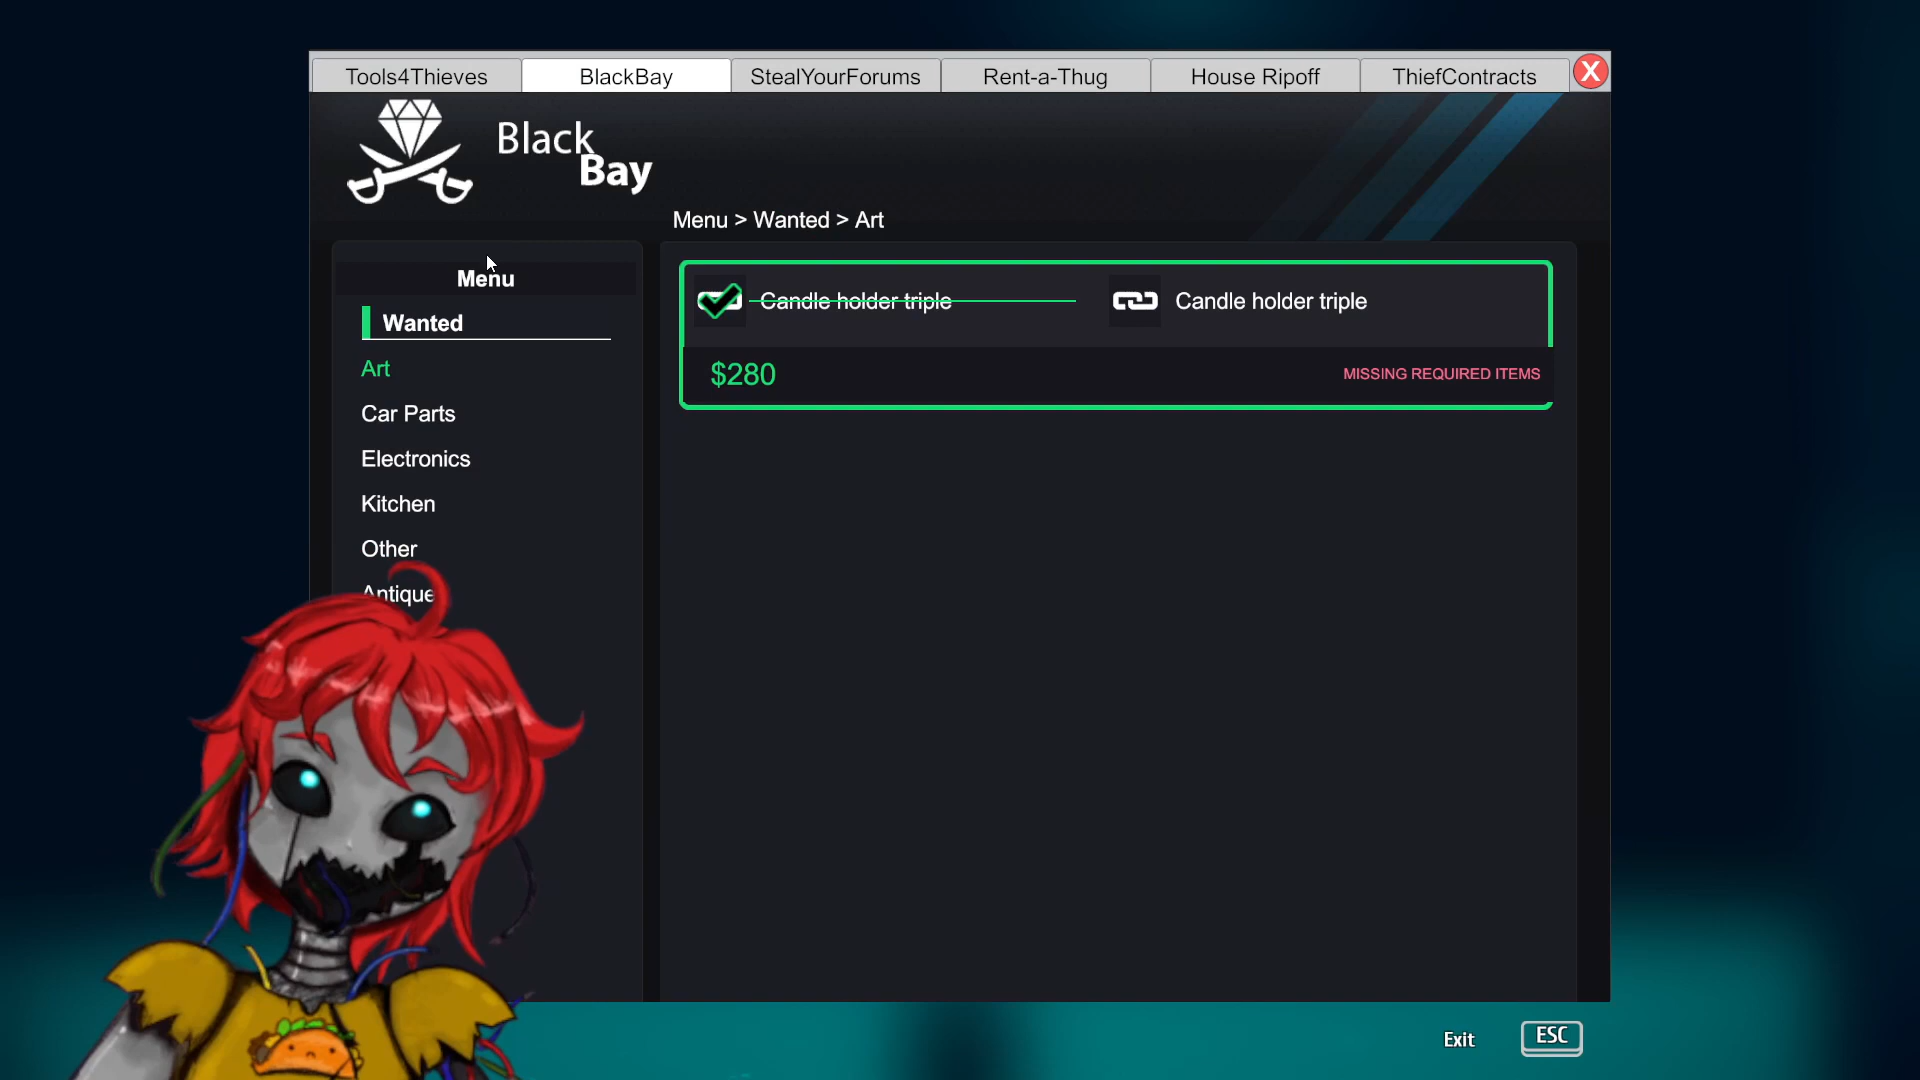 Tools4Thieves
BlackBay
StealYourForums
Rent-a-Thug
House Ripoff
ThiefContracts
X
Black
Bay
Menu > Wanted > Art
Menu
Wanted
Art
Car Parts
Electronics
Kitchen
Other
Antique
Candle holder triple
Candle holder triple
$280
MISSING REQUIRED ITEMS
Exit
ESC